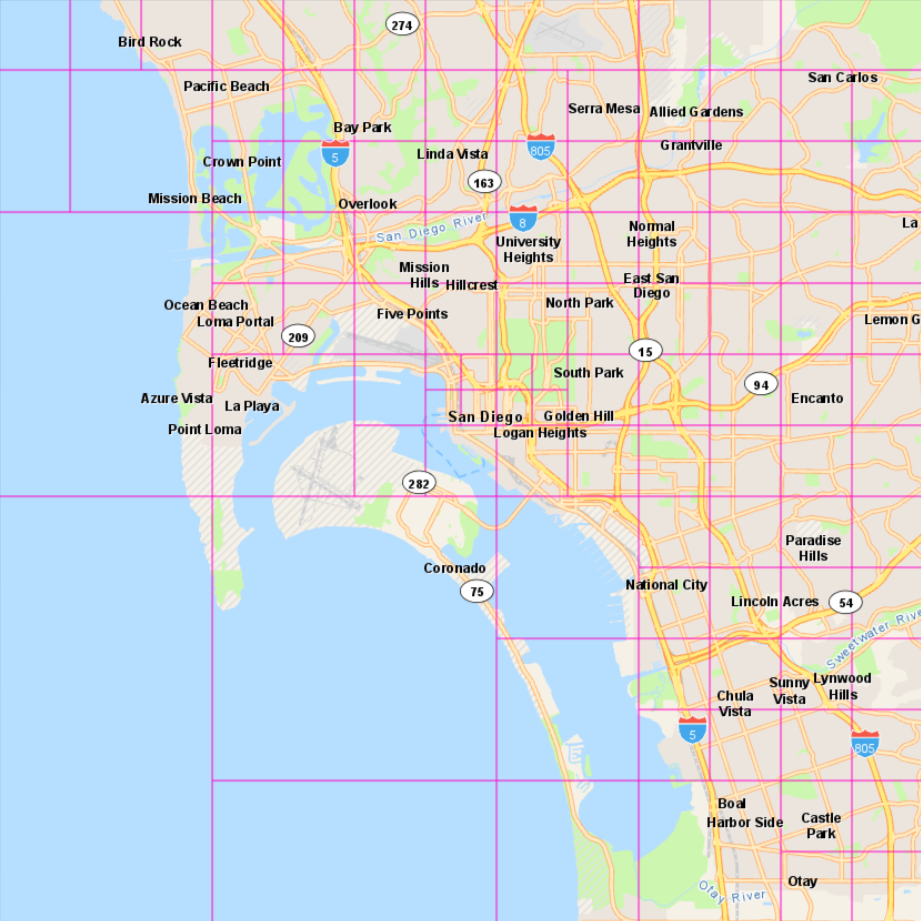 274
Bird Rock
San Carlos
Pacific Beach
Serra Mesa
Allied Gardens
Bay Park
Grantville
805
5
Linda Vista
Crown Point
163
Mission Beach
Overlook
San Diego River
8
La
Normal
Heights
University
Heights
Mission
Hills
Hillcrest
East San
Diego
Ocean Beach
North Park
Five Points
Loma Portal
Lemon G
209
15
Fleetridge
South Park
94
Azure Vista
La Playa
Encanto
San Diego
Golden Hill
Point Loma
Logan Heights
282
Paradise
Hills
Coronado
National City
75
Lincoln Acres
54
Sweetwater Rive
Sunny
Vista
Lynwood
Hills
Chula
Vista
5
805
Boal
Harbor Side
Castle
Park
Otay
Otay River